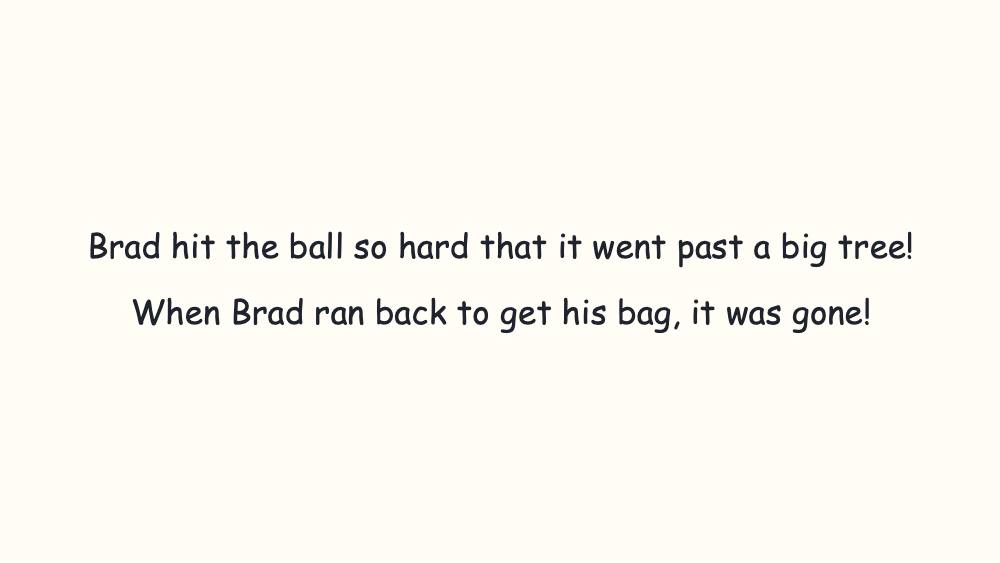 Brad hit the ball so hard that it went past a big tree!
When Brad ran back to get his bag, it was gone!